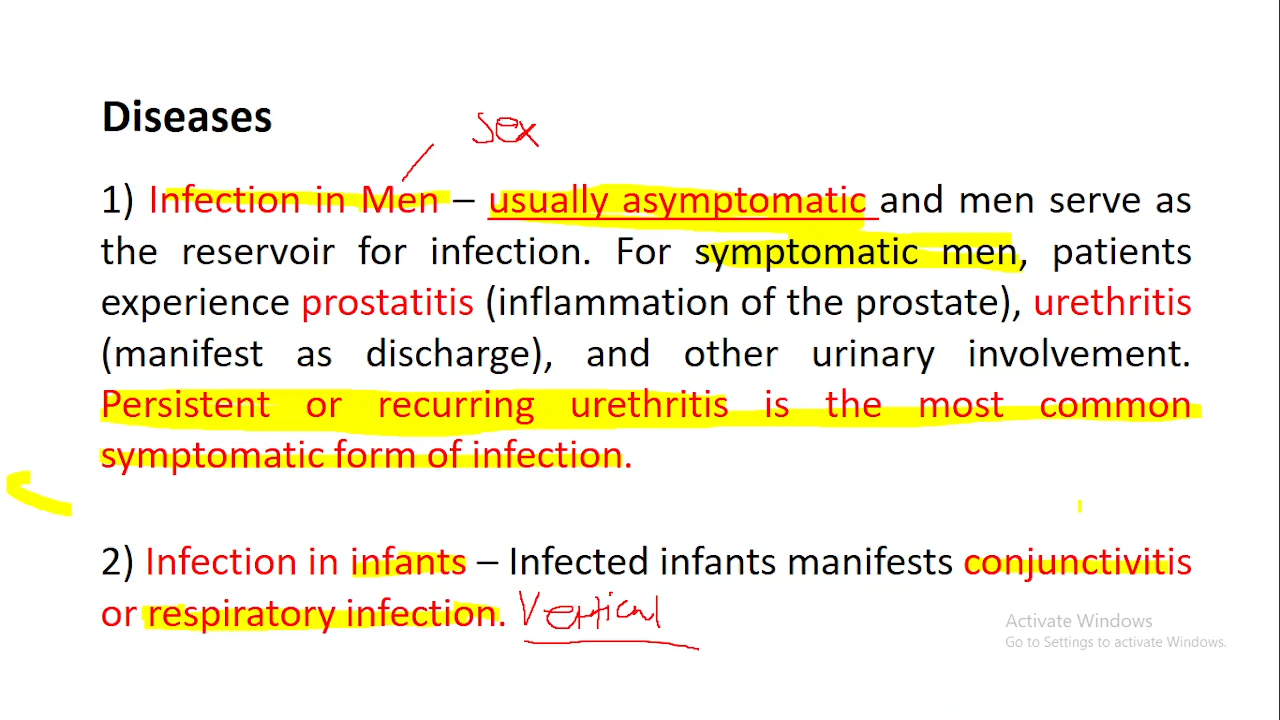 Diseases
sex
1) Infection in Men – usually asymptomatic and men serve as
the reservoir for infection. For symptomatic men, patients
experience prostatitis (inflammation of the prostate), urethritis
(manifest as discharge), and other urinary involvement.
Persistent or recurring urethritis is the most common
symptomatic form of infection.
2) Infection in infants – Infected infants manifests conjunctivitis
or respiratory infection. Vertical
Activate Windows
Go to Settings to activate Windows.